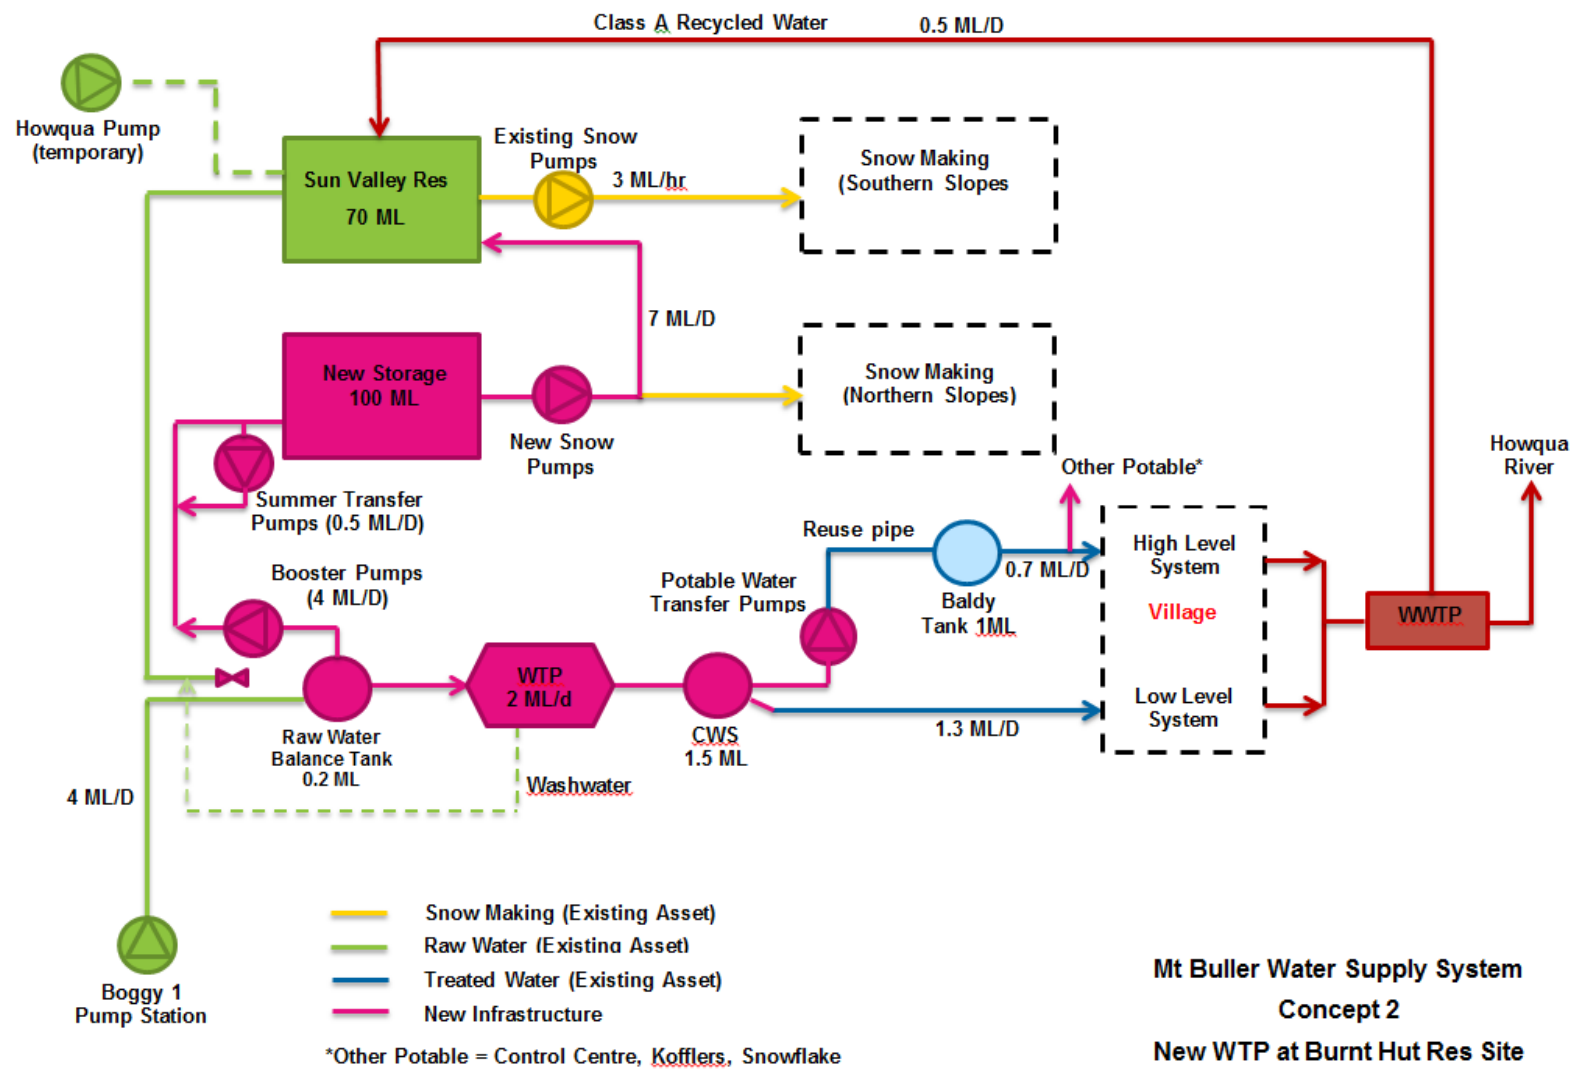 Class A Recycled Water
0.5 ML/D
Howqua Pump
(temporary)
Sun Valley Res
70 ML
Existing Snow
Pumps
3 ML/hr
Snow Making
(Southern Slopes
7 ML/D
New Storage
100 ML
New Snow
Pumps
Snow Making
(Northern Slopes)
Summer Transfer
Pumps (0.5 ML/D)
Booster Pumps
(4 ML/D)
Other Potable*
Howqua
River
Reuse pipe
Potable Water
Transfer Pumps
0.7 ML/D
Baldy
Tank 1ML
High Level
System
Village
Low Level
System
WWTP
WTP
2 ML/d
CWS
1.5 ML
1.3 ML/D
Raw Water
Balance Tank
0.2 ML
Washwater
4 ML/D
Boggy 1
Pump Station
Snow Making (Existing Asset)
Raw Water (Existing Asset)
Treated Water (Existing Asset)
New Infrastructure
*Other Potable = Control Centre, Kofflers, Snowflake
Mt Buller Water Supply System
Concept 2
New WTP at Burnt Hut Res Site